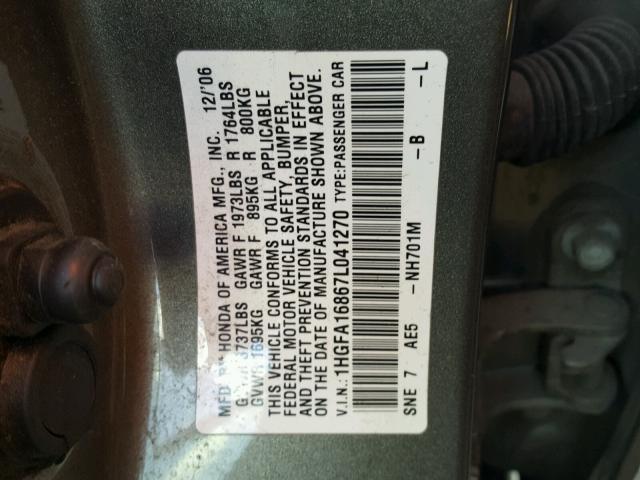 MFD. BY HONDA OF AMERICA MFG., INC. 12/'06
3737LBS GAWR F 1973LBS R 1764LBS
GVWR 1695KG GAWR F 895KG R 800KG
THIS VEHICLE CONFORMS TO ALL APPLICABLE
FEDERAL MOTOR VEHICLE SAFETY, BUMPER,
AND THEFT PREVENTION STANDARDS IN EFFECT
ON THE DATE OF MANUFACTURE SHOWN ABOVE.
V.I.N.:1HGFA16867L041270 TYPE:PASSENGER CAR
SNE 7 AE5 -NH701M -B -L